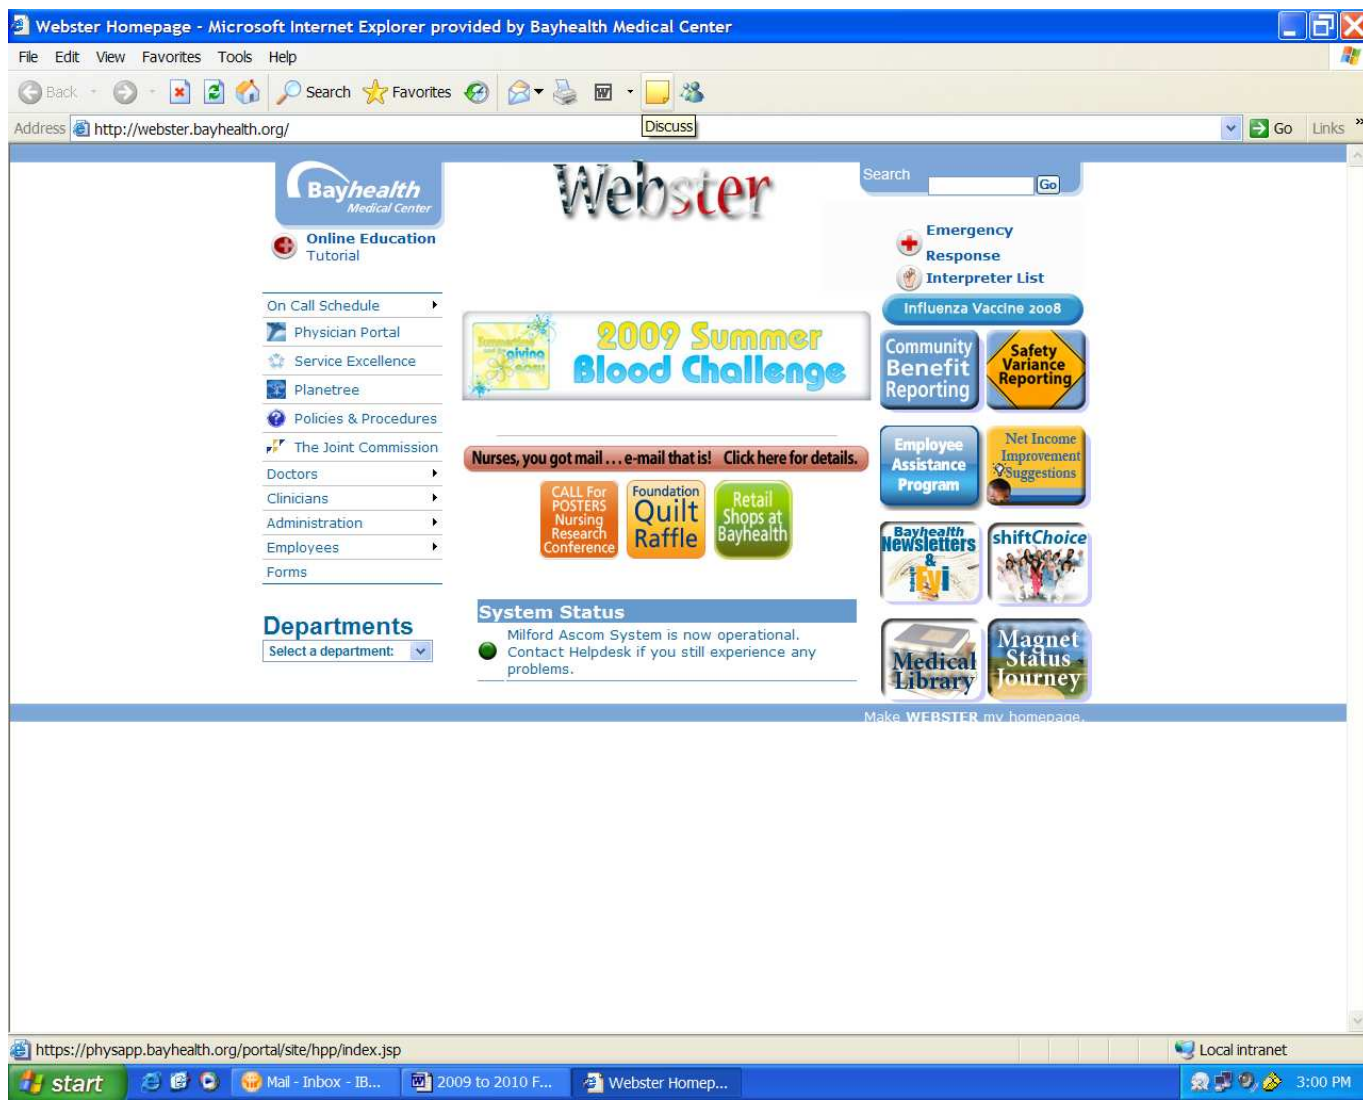 Webster Homepage - Microsoft Internet Explorer provided by Bayhealth Medical Center
File Edit View Favorites Tools Help
Back Search Favorites
Discuss
Address http://webster.bayhealth.org/ Go Links »
Bayhealth
Medical Center
Online Education
Tutorial
On Call Schedule
Physician Portal
Service Excellence
Planetree
Policies & Procedures
The Joint Commission
Doctors
Clinicians
Administration
Employees
Forms
Departments
Select a department:
Webster
2009 Summer
Blood Challenge
giving
Nurses, you got mail ... e-mail that is! Click here for details.
CALL For
POSTERS
Nursing
Research
Conference
Foundation
Quilt
Raffle
Retail
Shops at
Bayhealth
System Status
Milford Ascom System is now operational.
Contact Helpdesk if you still experience any
problems.
Search Go
Emergency
Response
Interpreter List
Influenza Vaccine 2008
Community
Benefit
Reporting
Safety
Variance
Reporting
Employee
Assistance
Program
Net Income
Improvement
Suggestions
Bayhealth
Newsletters
&
FYI
shiftChoice
Medical
Library
Magnet
Status
Journey
Make WEBSTER my homepage.
https://physapp.bayhealth.org/portal/site/hpp/index.jsp
Local intranet
start
Mail - Inbox - IB...
2009 to 2010 F...
Webster Homep...
3:00 PM